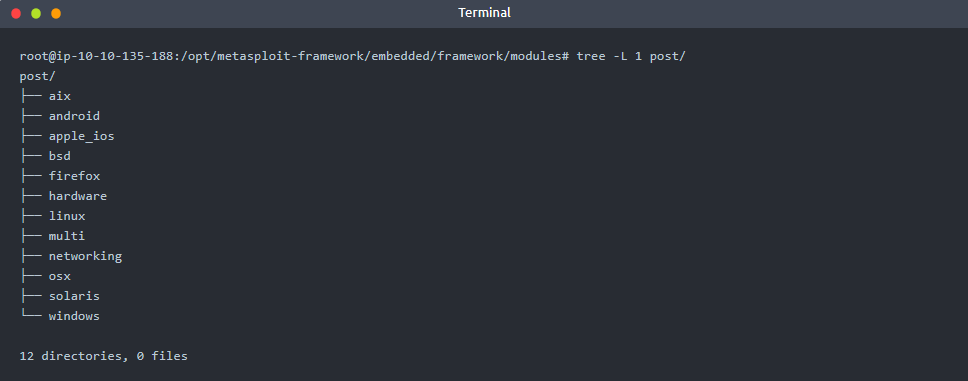 Terminal
root@ip-10-10-135-188:/opt/metasploit-framework/embedded/framework/modules# tree -L 1 post/
post/
├── aix
├── android
├── apple_ios
├── bsd
├── firefox
├── hardware
├── linux
├── multi
├── networking
├── osx
├── solaris
└── windows
12 directories, 0 files